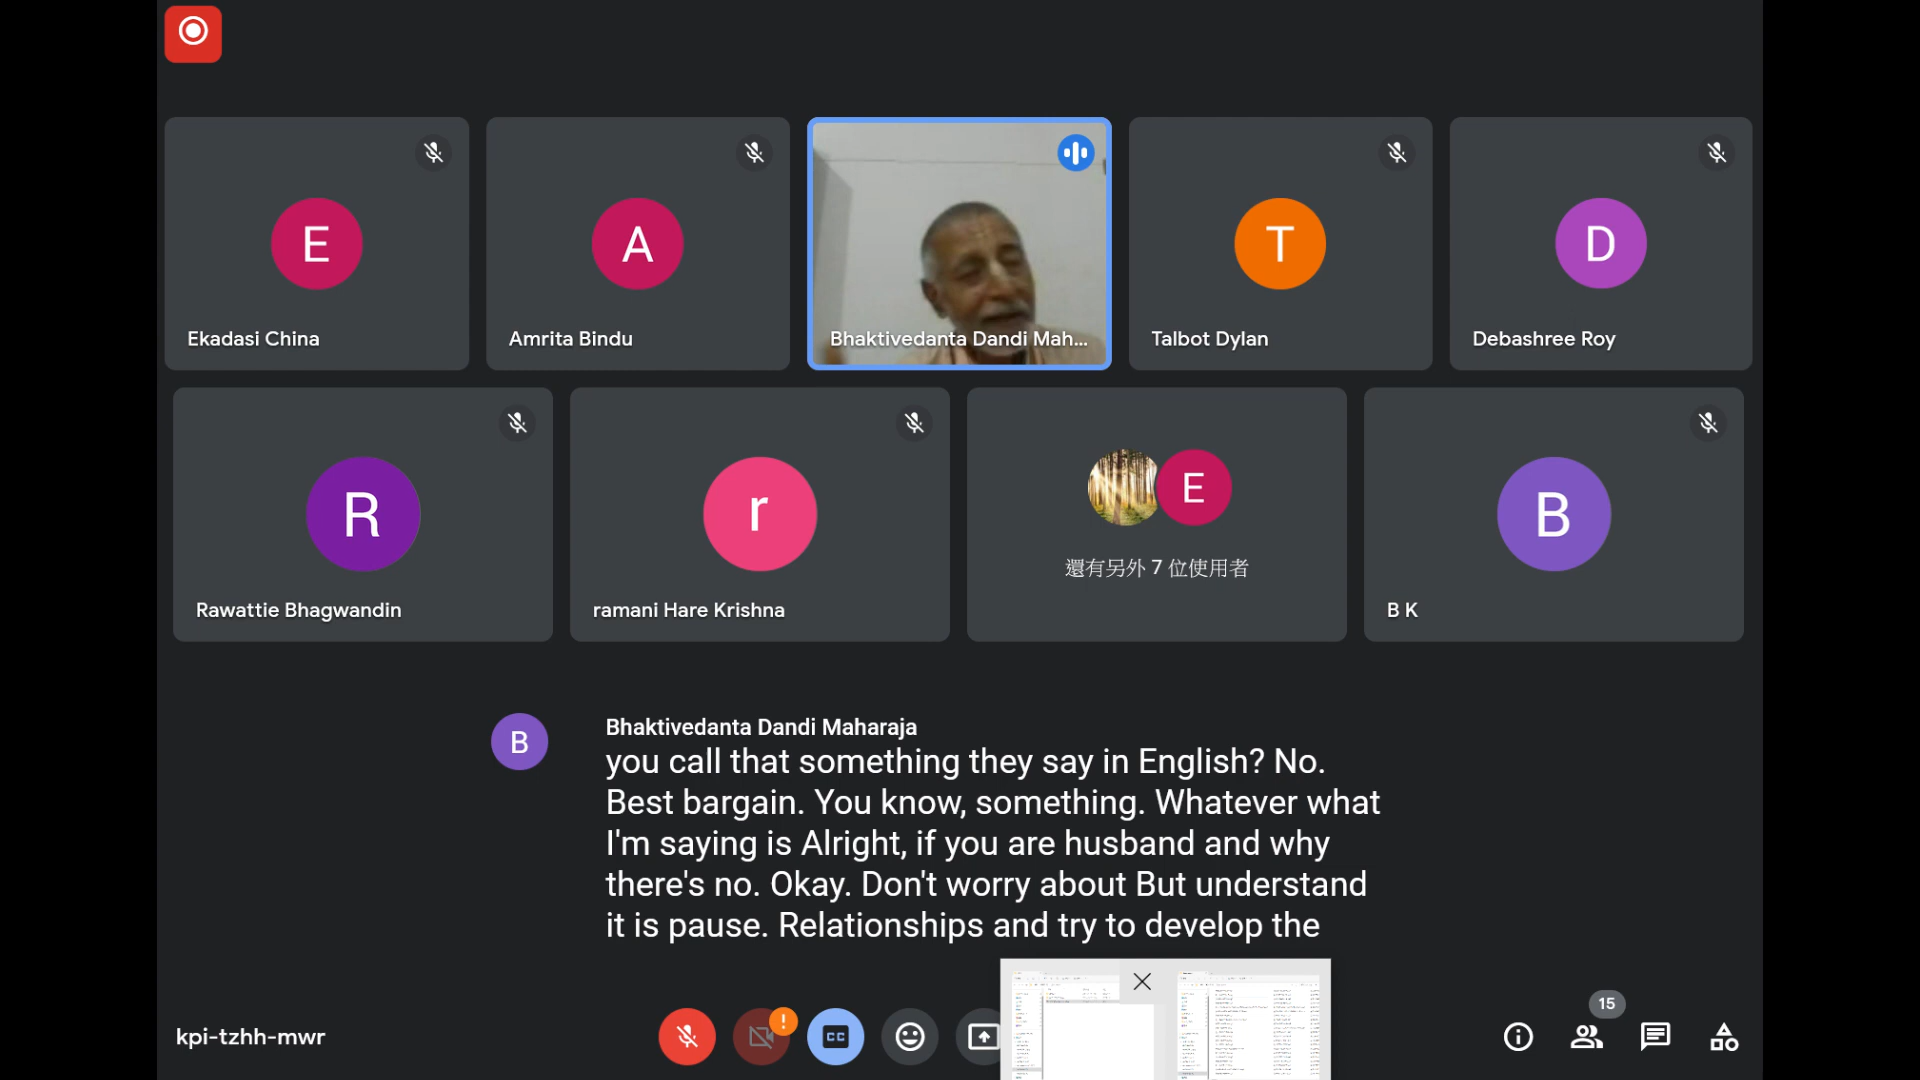 E
Ekadasi China
A
Amrita Bindu
Bhaktivedanta Dandi Mah...
T
Talbot Dylan
D
Debashree Roy
R
Rawattie Bhagwandin
r
ramani Hare Krishna
E
還有另外 7 位使用者
B
B K
B
Bhaktivedanta Dandi Maharaja
you call that something they say in English? No.
Best bargain. You know, something. Whatever what
I'm saying is Alright, if you are husband and why
there's no. Okay. Don't worry about But understand
it is pause. Relationships and try to develop the
kpi-tzhh-mwr
!
CC
15